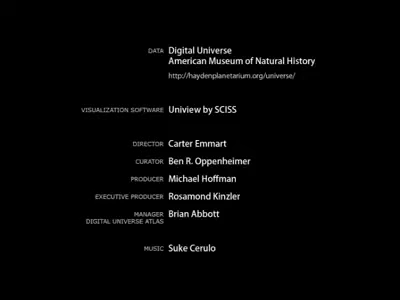 DATA Digital Universe
American Museum of Natural History
http://haydenplanetarium.org/universe/
VISUALIZATION SOFTWARE Uniview by SCISS
DIRECTOR Carter Emmart
CURATOR Ben R. Oppenheimer
PRODUCER Michael Hoffman
EXECUTIVE PRODUCER Rosamond Kinzler
MANAGER Brian Abbott
DIGITAL UNIVERSE ATLAS
MUSIC Suke Cerulo